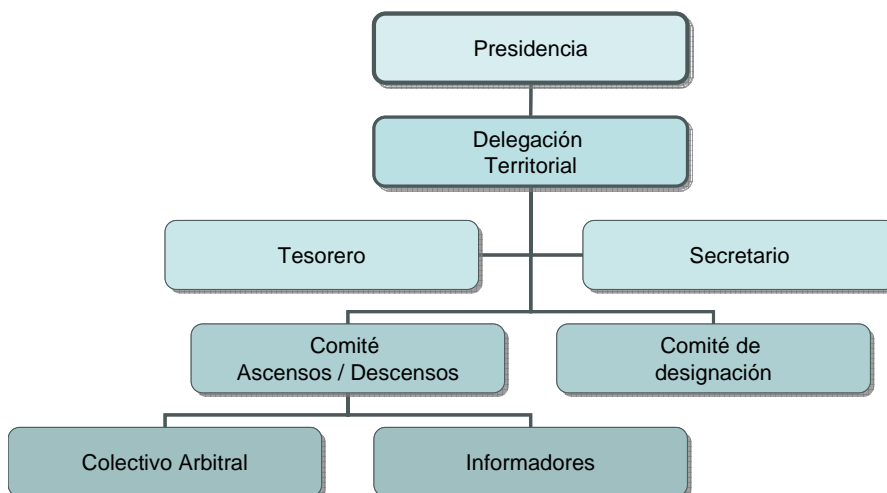 Presidencia
Delegación
Territorial
Tesorero
Secretario
Comité
Ascensos / Descensos
Comité de
designación
Colectivo Arbitral
Informadores